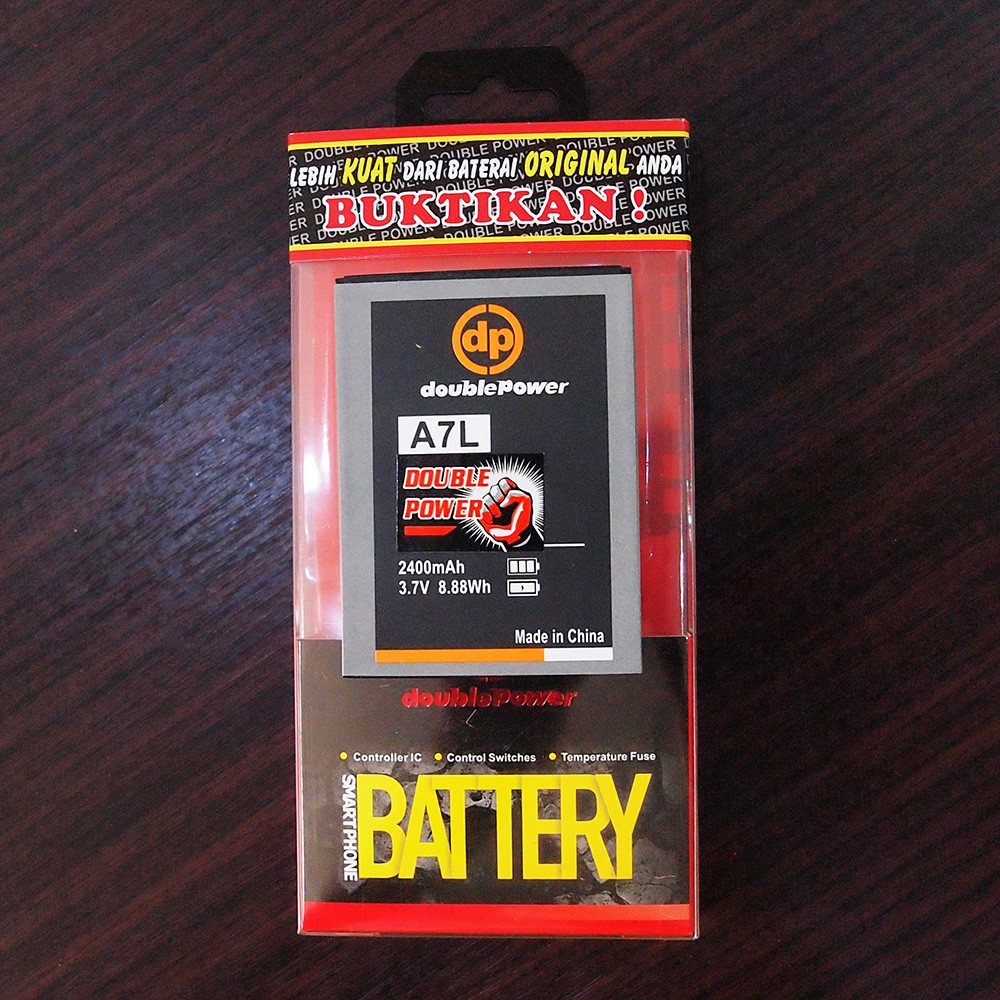 LEBIH KUAT DARI BATERAI ORIGINAL ANDA
BUKTIKAN!
dp
doublePower
A7L
DOUBLE
POWER
2400mAh
3.7V 8.88Wh
Made in China
doublePower
Controller IC Control Switches Temperature Fuse
SMARTPHONE
BATTERY